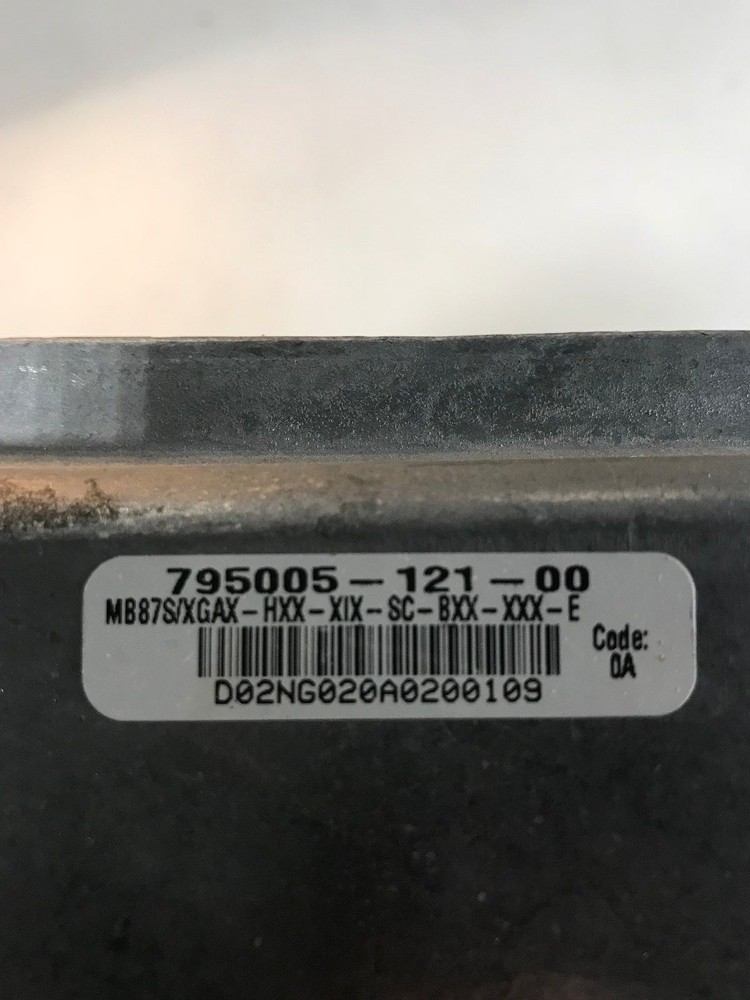 795005-121-00
MB87S/XGAX-HXX-XIX-SC-BXX-XXX-E
Code:
0A
D02NG020A0200109